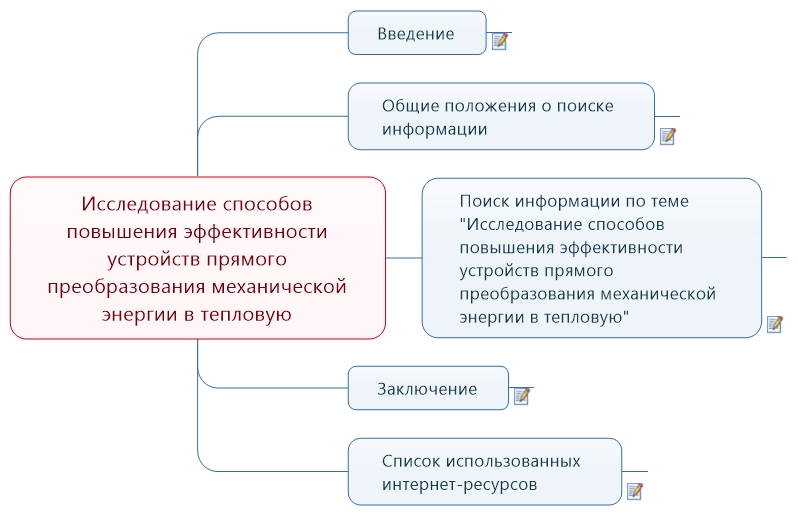 Введение
Общие положения о поиске
информации
Исследование способов
повышения эффективности
устройств прямого
преобразования механической
энергии в тепловую
Поиск информации по теме
"Исследование способов
повышения эффективности
устройств прямого
преобразования механической
энергии в тепловую"
Заключение
Список использованных
интернет-ресурсов